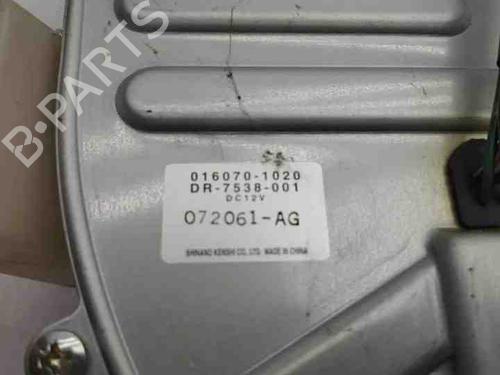 B-PARTS
016070-1020
DR-7538-001
DC12V
072061-AG
SHINANO KENSHI CO., LTD. MADE IN CHINA